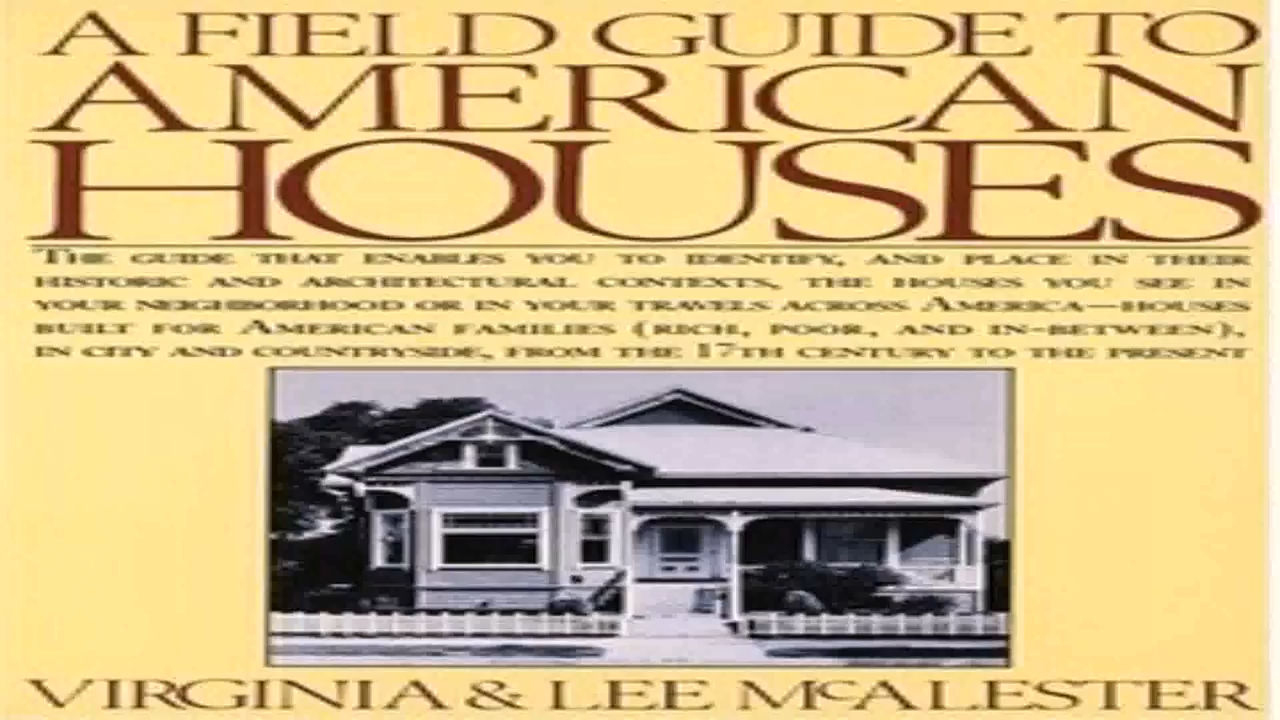 A FIELD GUIDE TO
AMERICAN
HOUSES
THE GUIDE THAT ENABLES YOU TO IDENTIFY, AND PLACE IN THEIR
HISTORIC AND ARCHITECTURAL CONTEXTS, THE HOUSES YOU SEE IN
YOUR NEIGHBORHOOD OR IN YOUR TRAVELS ACROSS AMERICA—HOUSES
BUILT FOR AMERICAN FAMILIES (RICH, POOR, AND IN-BETWEEN),
IN CITY AND COUNTRYSIDE, FROM THE 17TH CENTURY TO THE PRESENT
VIRGINIA & LEE McALESTER